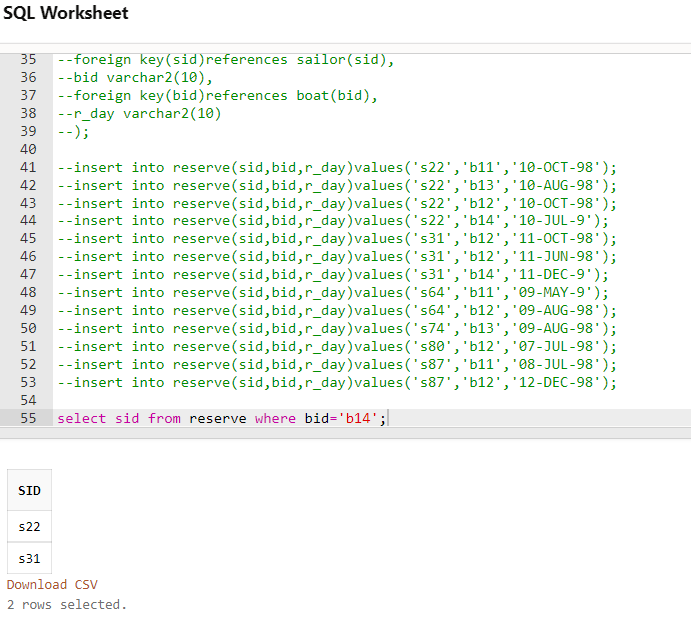 SQL Worksheet
35 --foreign key(sid)references sailor(sid),
36 --bid varchar2(10),
37 --foreign key(bid)references boat(bid),
38 --r_day varchar2(10)
39 --);
40
41 --insert into reserve(sid,bid,r_day)values('s22','b11','10-OCT-98');
42 --insert into reserve(sid,bid,r_day)values('s22','b13','10-AUG-98');
43 --insert into reserve(sid,bid,r_day)values('s22','b12','10-OCT-98');
44 --insert into reserve(sid,bid,r_day)values('s22','b14','10-JUL-9');
45 --insert into reserve(sid,bid,r_day)values('s31','b12','11-OCT-98');
46 --insert into reserve(sid,bid,r_day)values('s31','b12','11-JUN-98');
47 --insert into reserve(sid,bid,r_day)values('s31','b14','11-DEC-9');
48 --insert into reserve(sid,bid,r_day)values('s64','b11','09-MAY-9');
49 --insert into reserve(sid,bid,r_day)values('s64','b12','09-AUG-98');
50 --insert into reserve(sid,bid,r_day)values('s74','b13','09-AUG-98');
51 --insert into reserve(sid,bid,r_day)values('s80','b12','07-JUL-98');
52 --insert into reserve(sid,bid,r_day)values('s87','b11','08-JUL-98');
53 --insert into reserve(sid,bid,r_day)values('s87','b12','12-DEC-98');
54
55 select sid from reserve where bid='b14';
SID
s22
s31
Download CSV
2 rows selected.